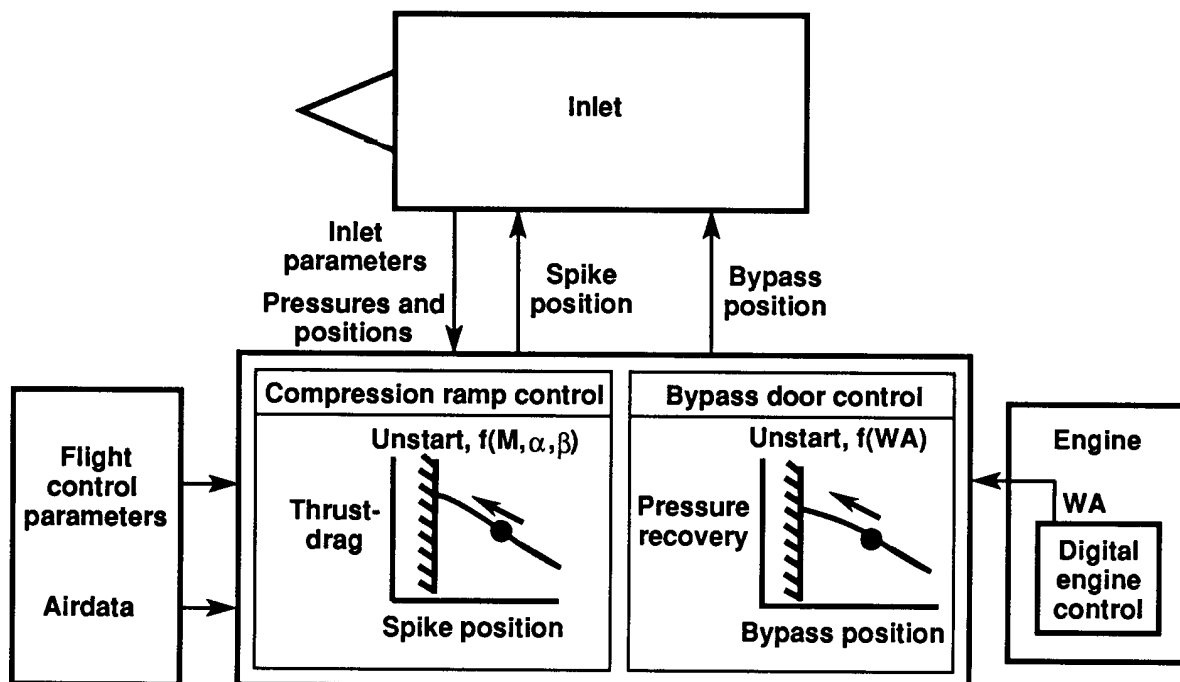 Inlet
Inlet
parameters
Pressures and
positions
Spike
position
Bypass
position
Flight
control
parameters
Airdata
Compression ramp control
Unstart, f(M, α, β)
Thrust-
drag
Spike position
Bypass door control
Unstart, f(WA)
Pressure
recovery
Bypass position
Engine
WA
Digital
engine
control